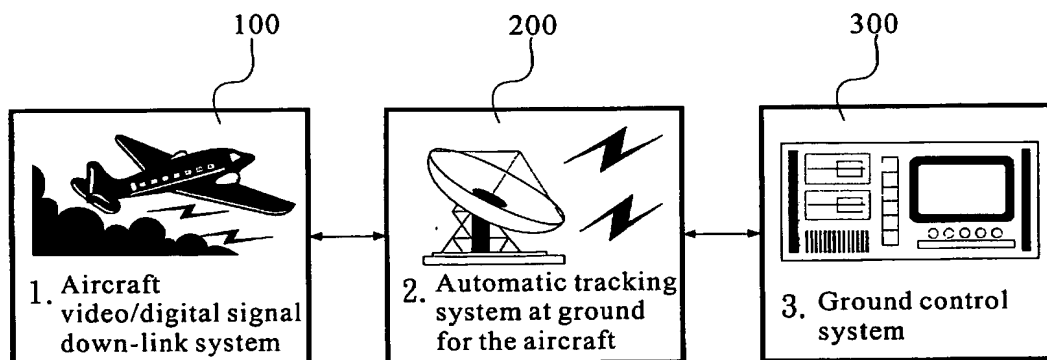 100
200
300
1. Aircraft
video/digital signal
down-link system
2. Automatic tracking
system at ground
for the aircraft
3. Ground control
system